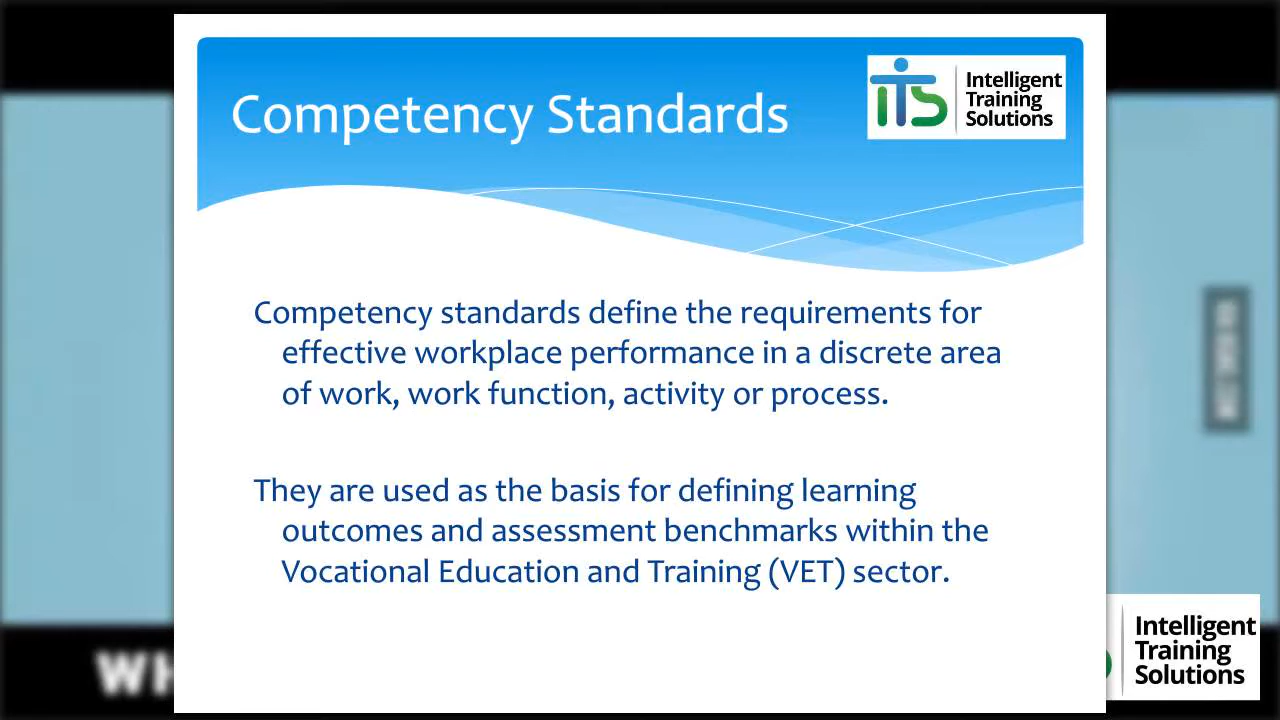 Competency Standards
iTS
Intelligent
Training
Solutions
Competency standards define the requirements for
effective workplace performance in a discrete area
of work, work function, activity or process.
They are used as the basis for defining learning
outcomes and assessment benchmarks within the
Vocational Education and Training (VET) sector.
WH
Intelligent
Training
Solutions